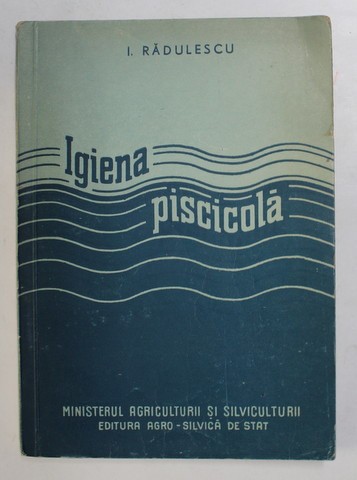 I. RĂDULESCU
Igiena
piscicolă
MINISTERUL AGRICULTURII ȘI SILVICULTURII
EDITURA AGRO-SILVICĂ DE STAT